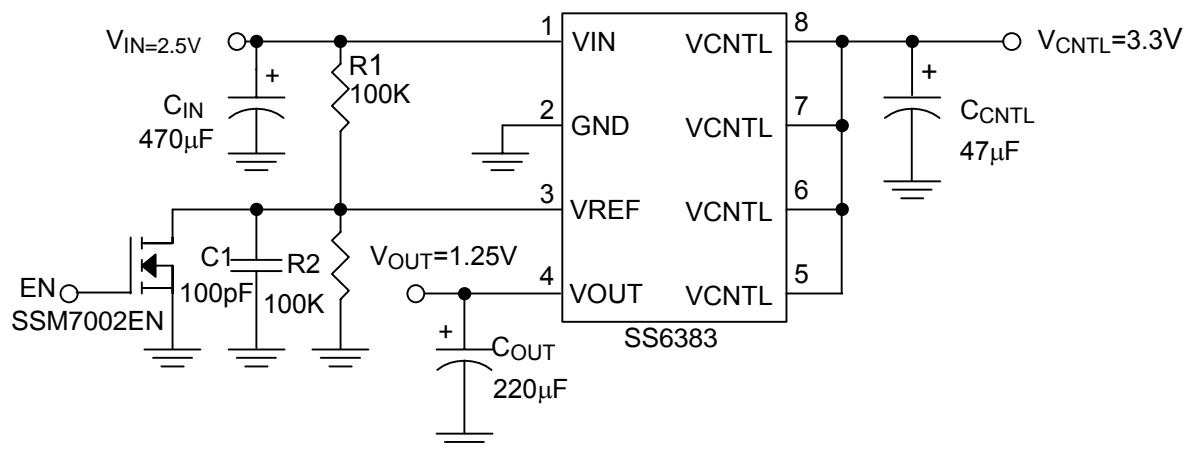 VIN=2.5V
CIN
470μF
R1
100K
1
VIN
2
GND
3
VREF
4
VOUT
8
VCNTL
7
VCNTL
6
VCNTL
5
VCNTL
SS6383
VCNTL=3.3V
CCNTL
47μF
EN
SSM7002EN
C1
100pF
R2
100K
VOUT=1.25V
COUT
220μF
+
+
+